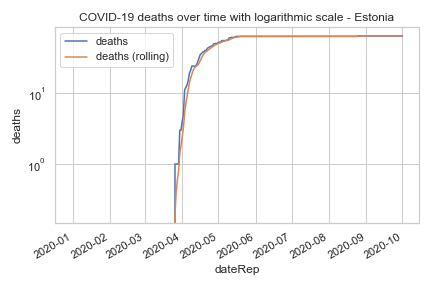 COVID-19 deaths over time with logarithmic scale - Estonia
deaths
deaths (rolling)
deaths
10¹
10⁰
2020-01
2020-02
2020-03
2020-04
2020-05
2020-06
2020-07
2020-08
2020-09
2020-10
dateRep